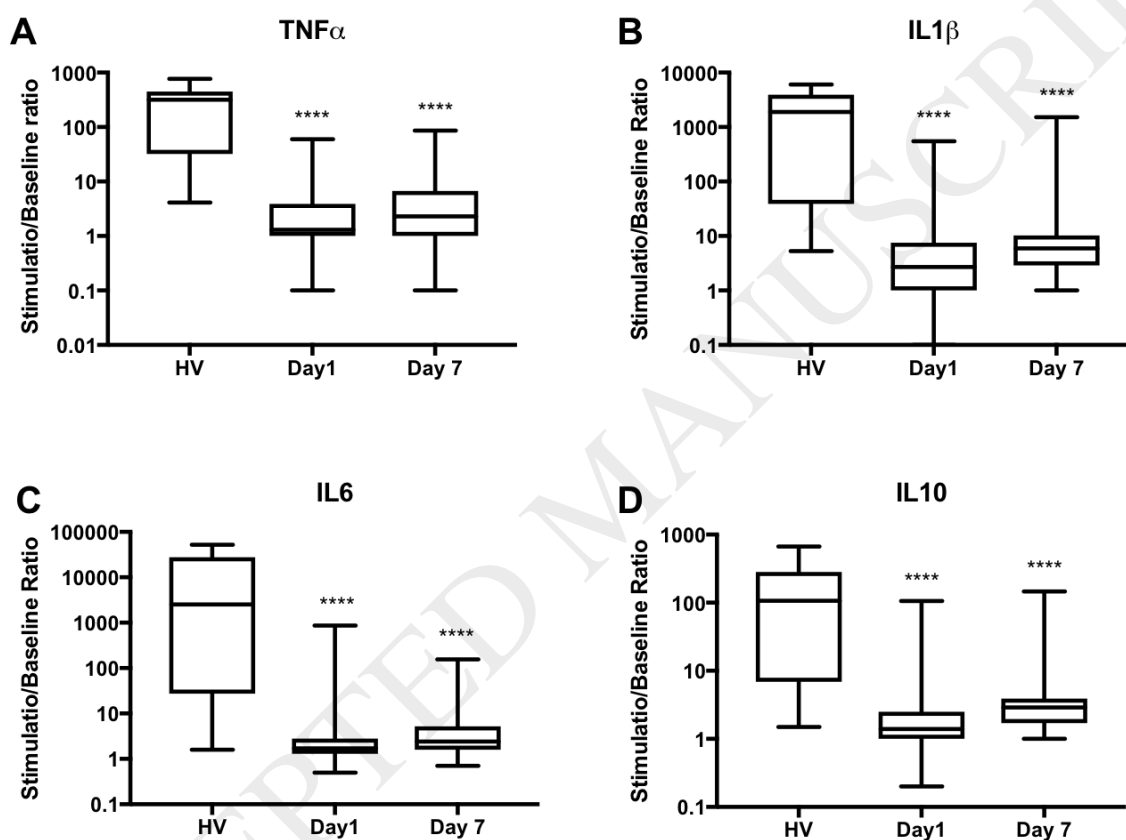 A
TNFα
Stimulatio/Baseline ratio
1000
100
10
1
0.1
0.01
****
****
HV
Day1
Day 7
B
IL1β
Stimulatio/Baseline Ratio
10000
1000
100
10
1
0.1
****
****
HV
Day1
Day 7
C
IL6
Stimulatio/Baseline Ratio
100000
10000
1000
100
10
1
0.1
****
****
HV
Day1
Day 7
D
IL10
Stimulatio/Baseline Ratio
1000
100
10
1
0.1
****
****
HV
Day1
Day 7
MANUSCRI